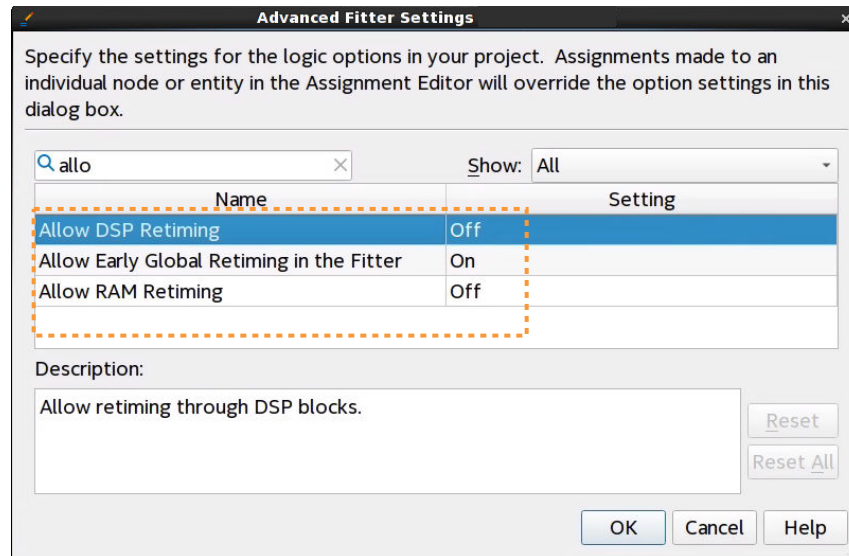 Advanced Fitter Settings
Specify the settings for the logic options in your project.  Assignments made to an
individual node or entity in the Assignment Editor will override the option settings in this
dialog box.
allo
Show: All
Name Setting
Allow DSP Retiming Off
Allow Early Global Retiming in the Fitter On
Allow RAM Retiming Off
Description:
Allow retiming through DSP blocks.
Reset
Reset All
OK Cancel Help